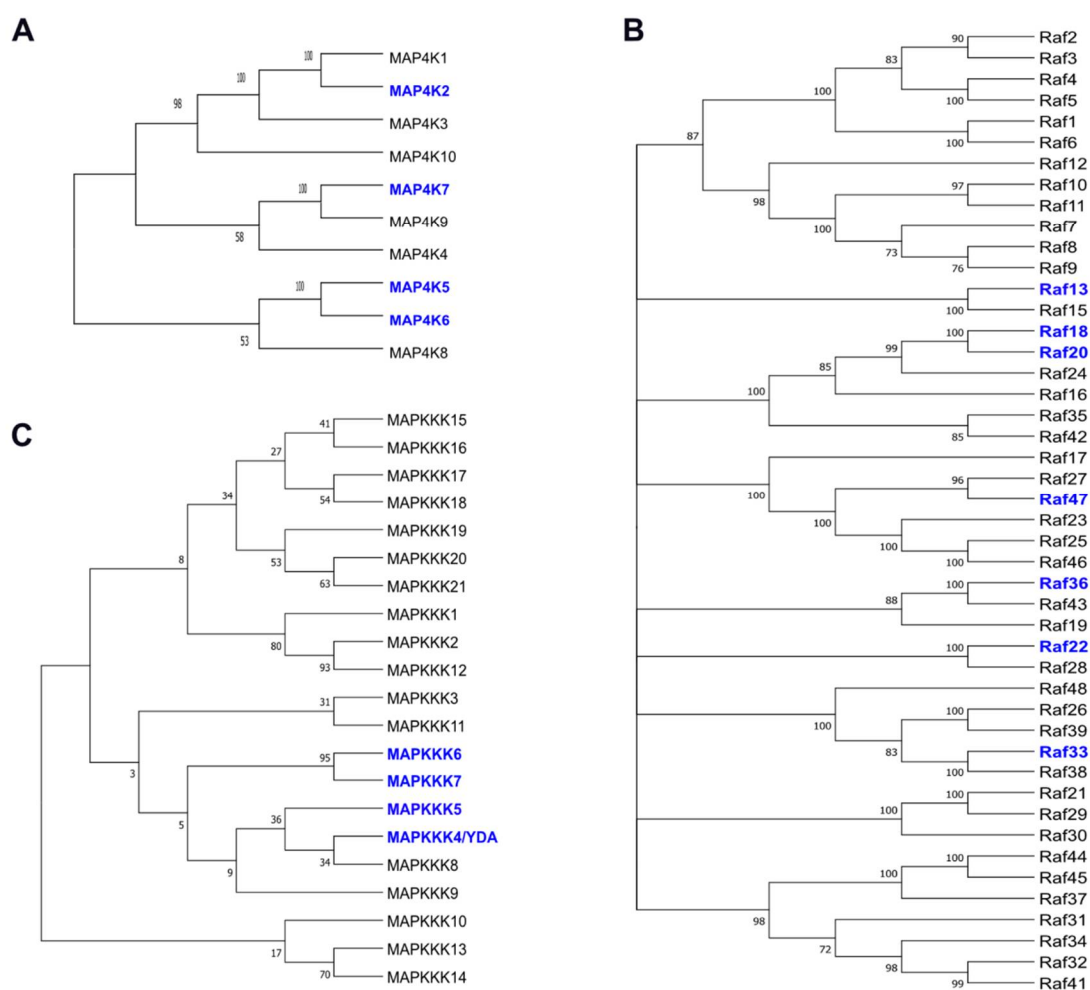 A
100
MAP4K1
100
MAP4K2
98
MAP4K3
MAP4K10
100
MAP4K7
MAP4K9
58
MAP4K4
100
MAP4K5
MAP4K6
53
MAP4K8
B
90
Raf2
83
Raf3
Raf4
100
100
Raf5
87
Raf1
100
Raf6
Raf12
98
97
Raf10
100
Raf11
Raf7
73
Raf8
76
Raf9
Raf13
100
Raf15
100
Raf18
99
Raf20
85
Raf24
100
Raf16
Raf35
85
Raf42
Raf17
100
96
Raf27
100
Raf47
Raf23
100
Raf25
100
Raf46
100
Raf36
88
Raf43
Raf19
100
Raf22
Raf28
Raf48
100
100
Raf26
83
Raf39
Raf33
100
Raf38
100
Raf21
100
Raf29
Raf30
100
Raf44
100
Raf45
98
Raf37
Raf31
72
Raf34
98
Raf32
99
Raf41
C
41
MAPKKK15
27
MAPKKK16
34
MAPKKK17
54
MAPKKK18
8
MAPKKK19
53
MAPKKK20
63
MAPKKK21
MAPKKK1
80
MAPKKK2
93
MAPKKK12
31
MAPKKK3
3
MAPKKK11
95
MAPKKK6
5
MAPKKK7
36
MAPKKK5
MAPKKK4/YDA
34
MAPKKK8
9
MAPKKK9
MAPKKK10
17
MAPKKK13
70
MAPKKK14